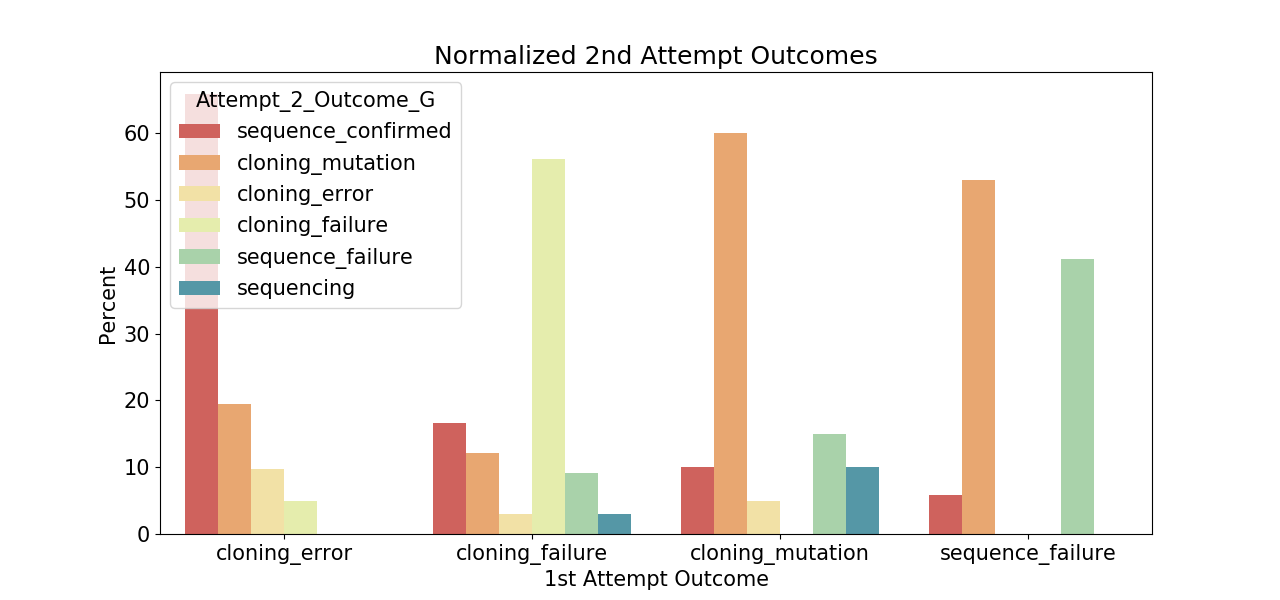 Normalized 2nd Attempt Outcomes
Attempt_2_Outcome_G
sequence_confirmed
cloning_mutation
cloning_error
cloning_failure
sequence_failure
sequencing
Percent
60
50
40
30
20
10
0
cloning_error cloning_failure cloning_mutation sequence_failure
1st Attempt Outcome